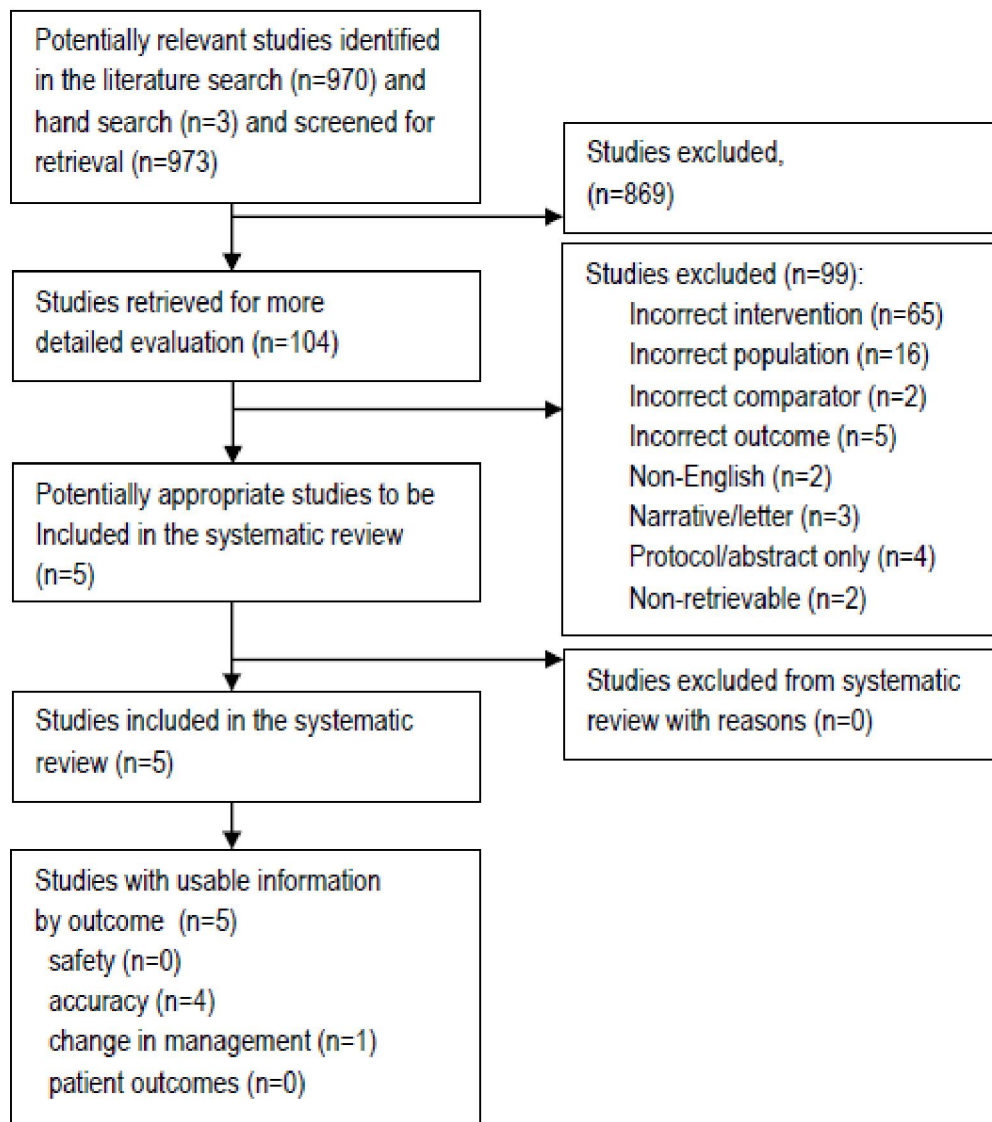 Potentially relevant studies identified
in the literature search (n=970) and
hand search (n=3) and screened for
retrieval (n=973)
Studies excluded,
(n=869)
Studies retrieved for more
detailed evaluation (n=104)
Studies excluded (n=99):
Incorrect intervention (n=65)
Incorrect population (n=16)
Incorrect comparator (n=2)
Incorrect outcome (n=5)
Non-English (n=2)
Narrative/letter (n=3)
Protocol/abstract only (n=4)
Non-retrievable (n=2)
Potentially appropriate studies to be
Included in the systematic review
(n=5)
Studies excluded from systematic
review with reasons (n=0)
Studies included in the systematic
review (n=5)
Studies with usable information
by outcome (n=5)
safety (n=0)
accuracy (n=4)
change in management (n=1)
patient outcomes (n=0)